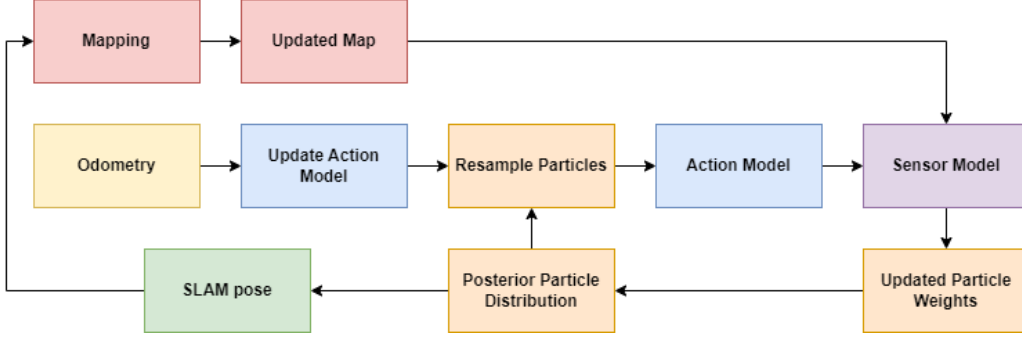 Mapping
Updated Map
Odometry
Update Action
Model
Resample Particles
Action Model
Sensor Model
SLAM pose
Posterior Particle
Distribution
Updated Particle
Weights